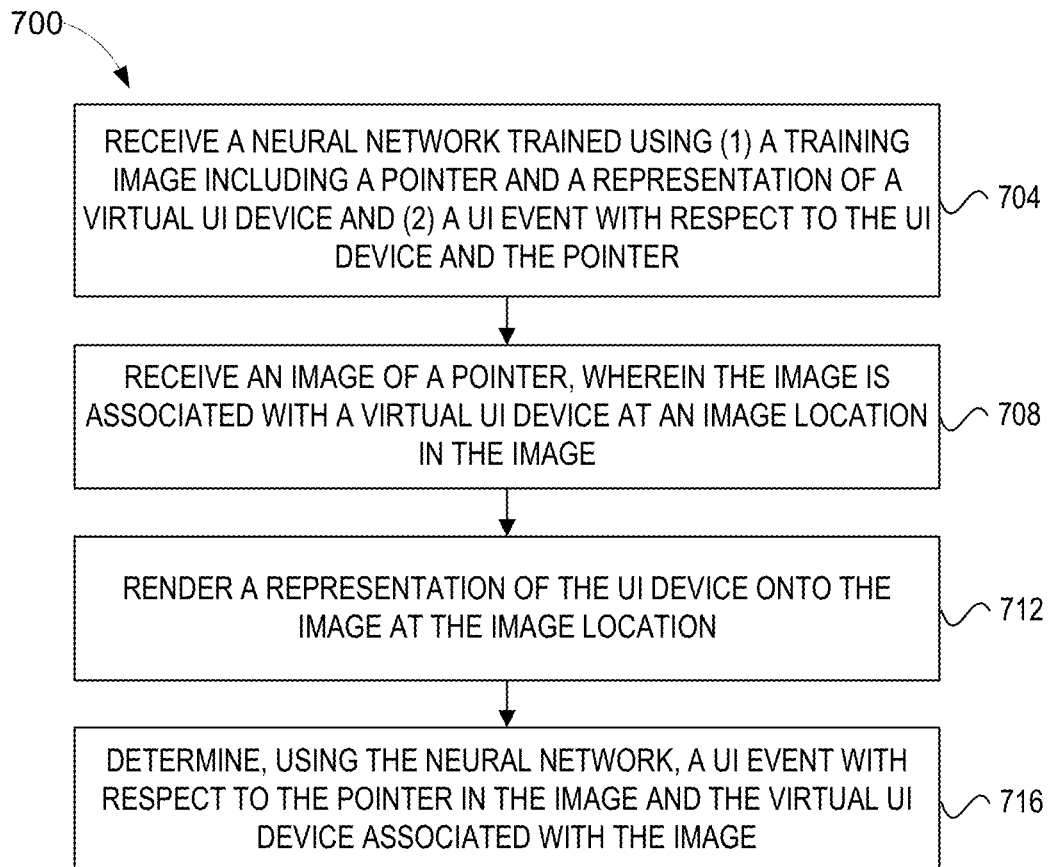 700
RECEIVE A NEURAL NETWORK TRAINED USING (1) A TRAINING
IMAGE INCLUDING A POINTER AND A REPRESENTATION OF A
VIRTUAL UI DEVICE AND (2) A UI EVENT WITH RESPECT TO THE UI
DEVICE AND THE POINTER
704
RECEIVE AN IMAGE OF A POINTER, WHEREIN THE IMAGE IS
ASSOCIATED WITH A VIRTUAL UI DEVICE AT AN IMAGE LOCATION
IN THE IMAGE
708
RENDER A REPRESENTATION OF THE UI DEVICE ONTO THE
IMAGE AT THE IMAGE LOCATION
712
DETERMINE, USING THE NEURAL NETWORK, A UI EVENT WITH
RESPECT TO THE POINTER IN THE IMAGE AND THE VIRTUAL UI
DEVICE ASSOCIATED WITH THE IMAGE
716